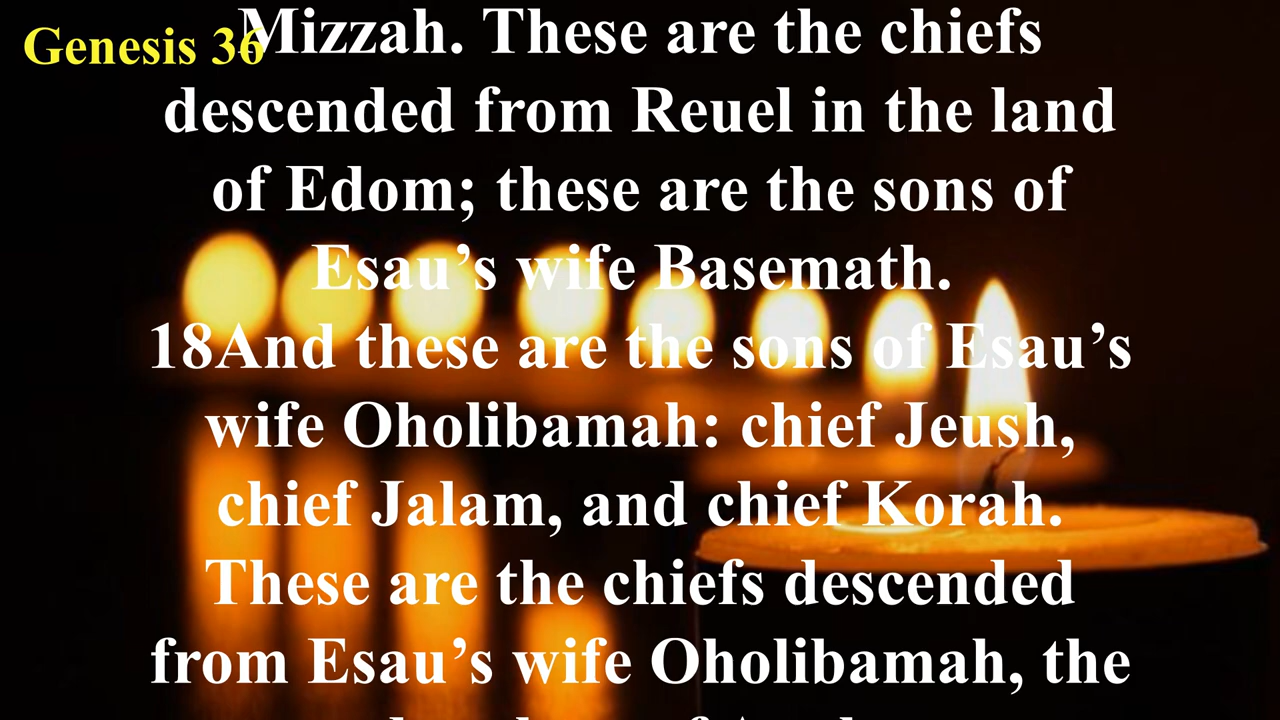 Genesis 36
Mizzah. These are the chiefs
descended from Reuel in the land
of Edom; these are the sons of
Esau’s wife Basemath.
18And these are the sons of Esau’s
wife Oholibamah: chief Jeush,
chief Jalam, and chief Korah.
These are the chiefs descended
from Esau’s wife Oholibamah, the